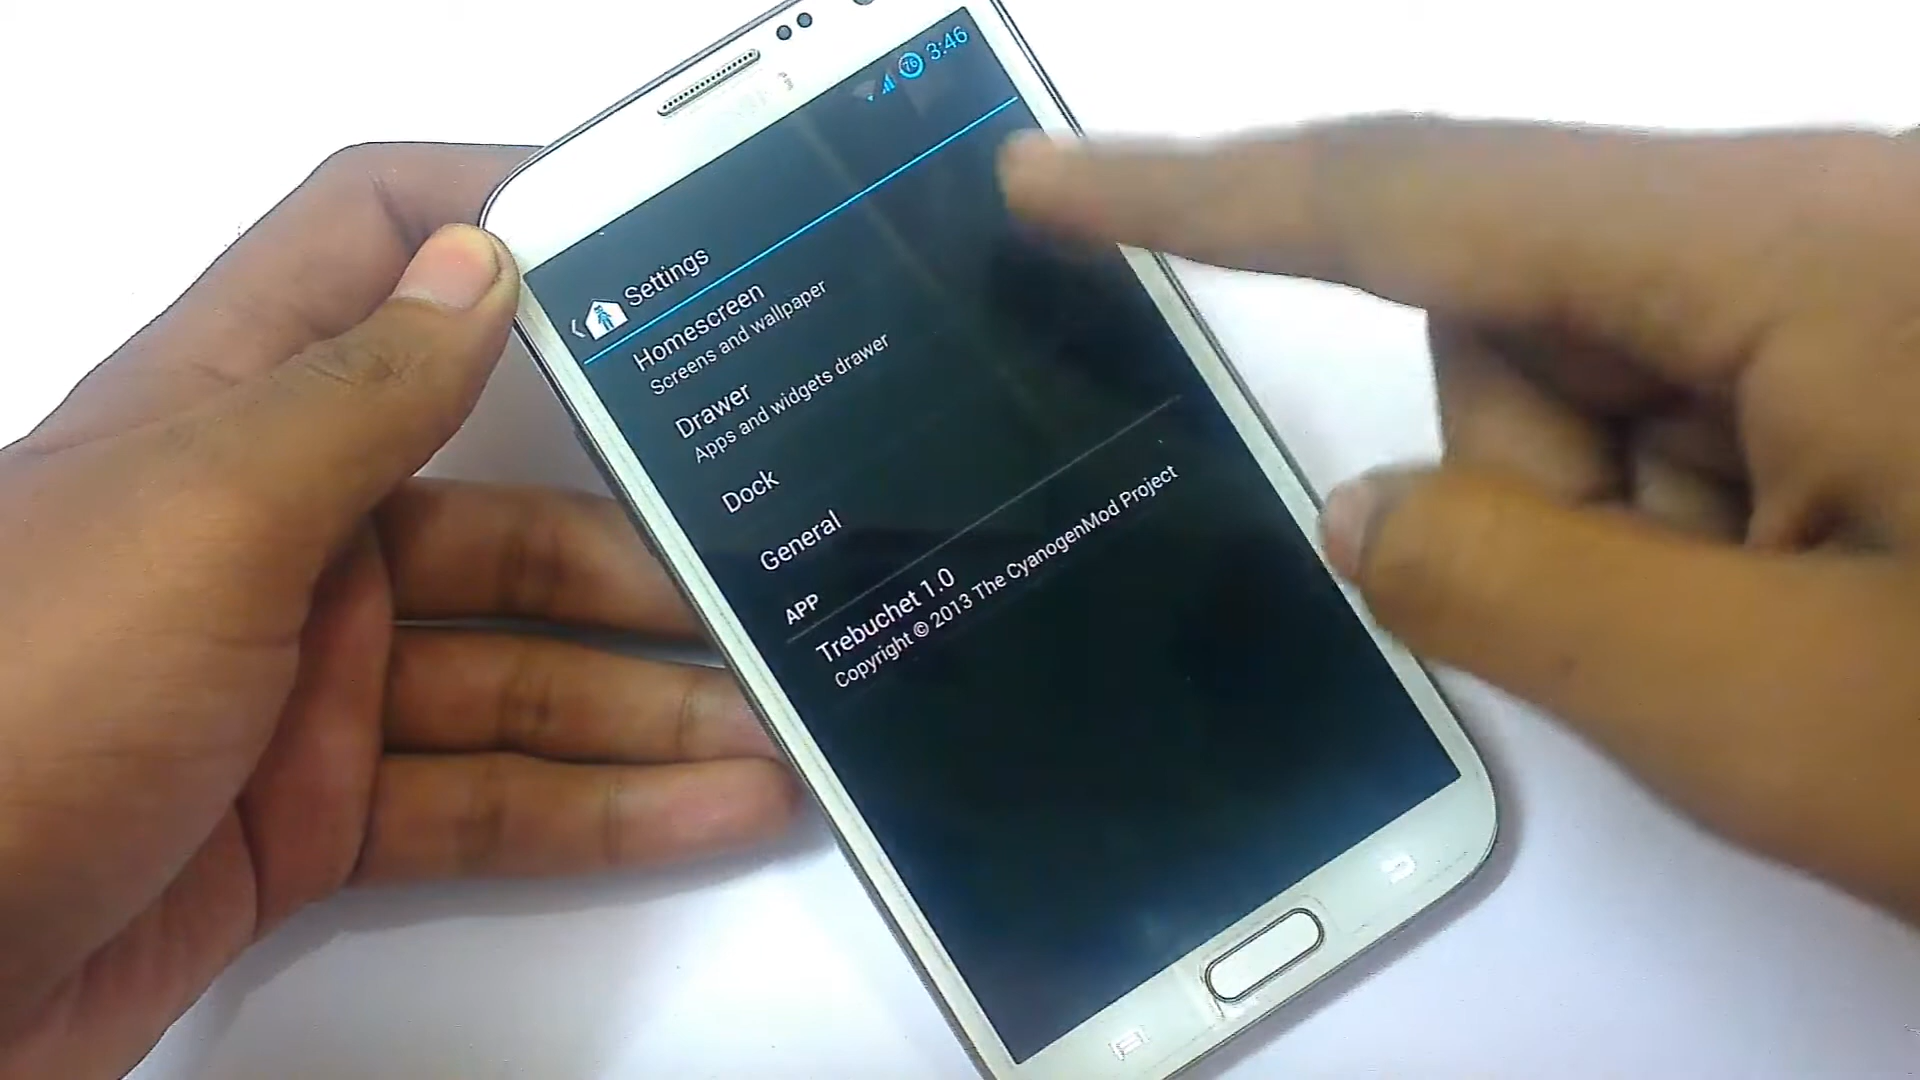 76 3:46
Settings
Homescreen
Screens and wallpaper
Drawer
Apps and widgets drawer
Dock
General
APP
Trebuchet 1.0
Copyright © 2013 The CyanogenMod Project